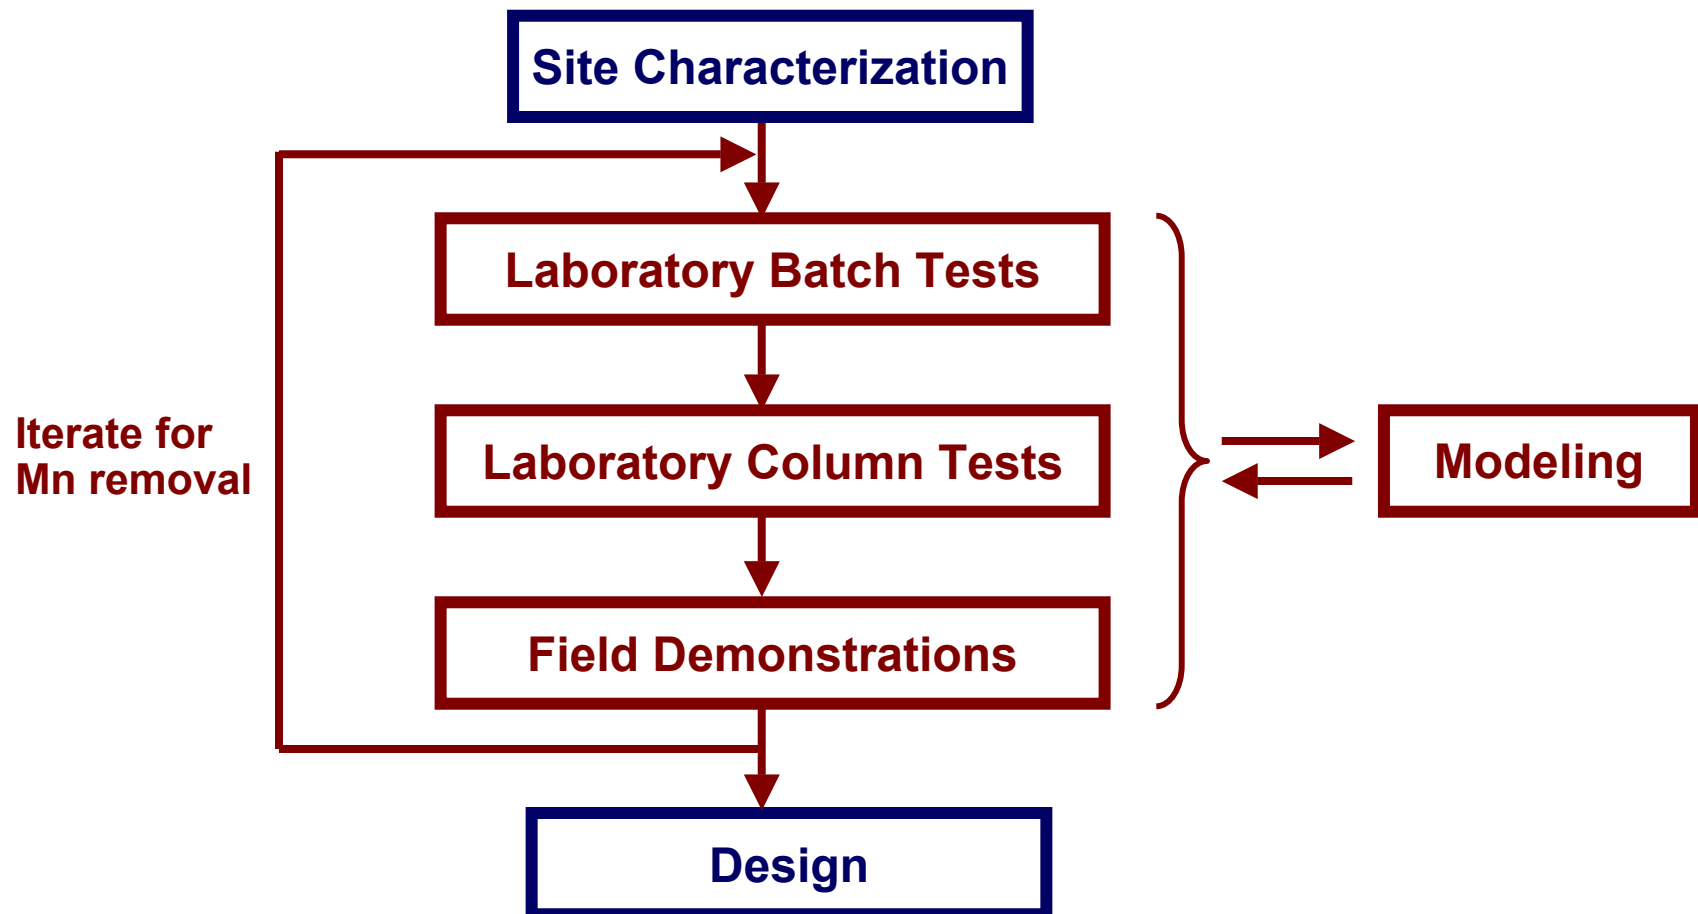 Site Characterization
Laboratory Batch Tests
Iterate for
Mn removal
Laboratory Column Tests
Modeling
Field Demonstrations
Design